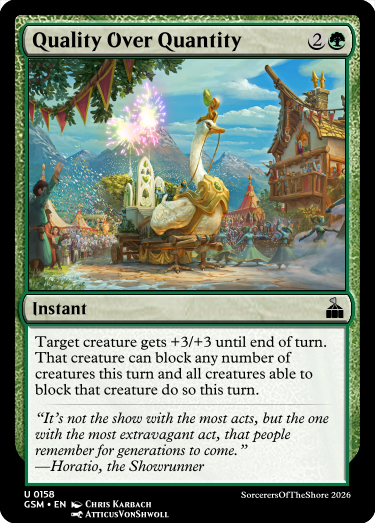 Quality Over Quantity 2
Instant
Target creature gets +3/+3 until end of turn.
That creature can block any number of
creatures this turn and all creatures able to
block that creature do so this turn.
“It’s not the show with the most acts, but the one
with the most extravagant act, that people
remember for generations to come.”
—Horatio, the Showrunner
U 0158
GSM • EN Chris Karbach
AtticusVonShwoll
SorcerersOfTheShore 2026